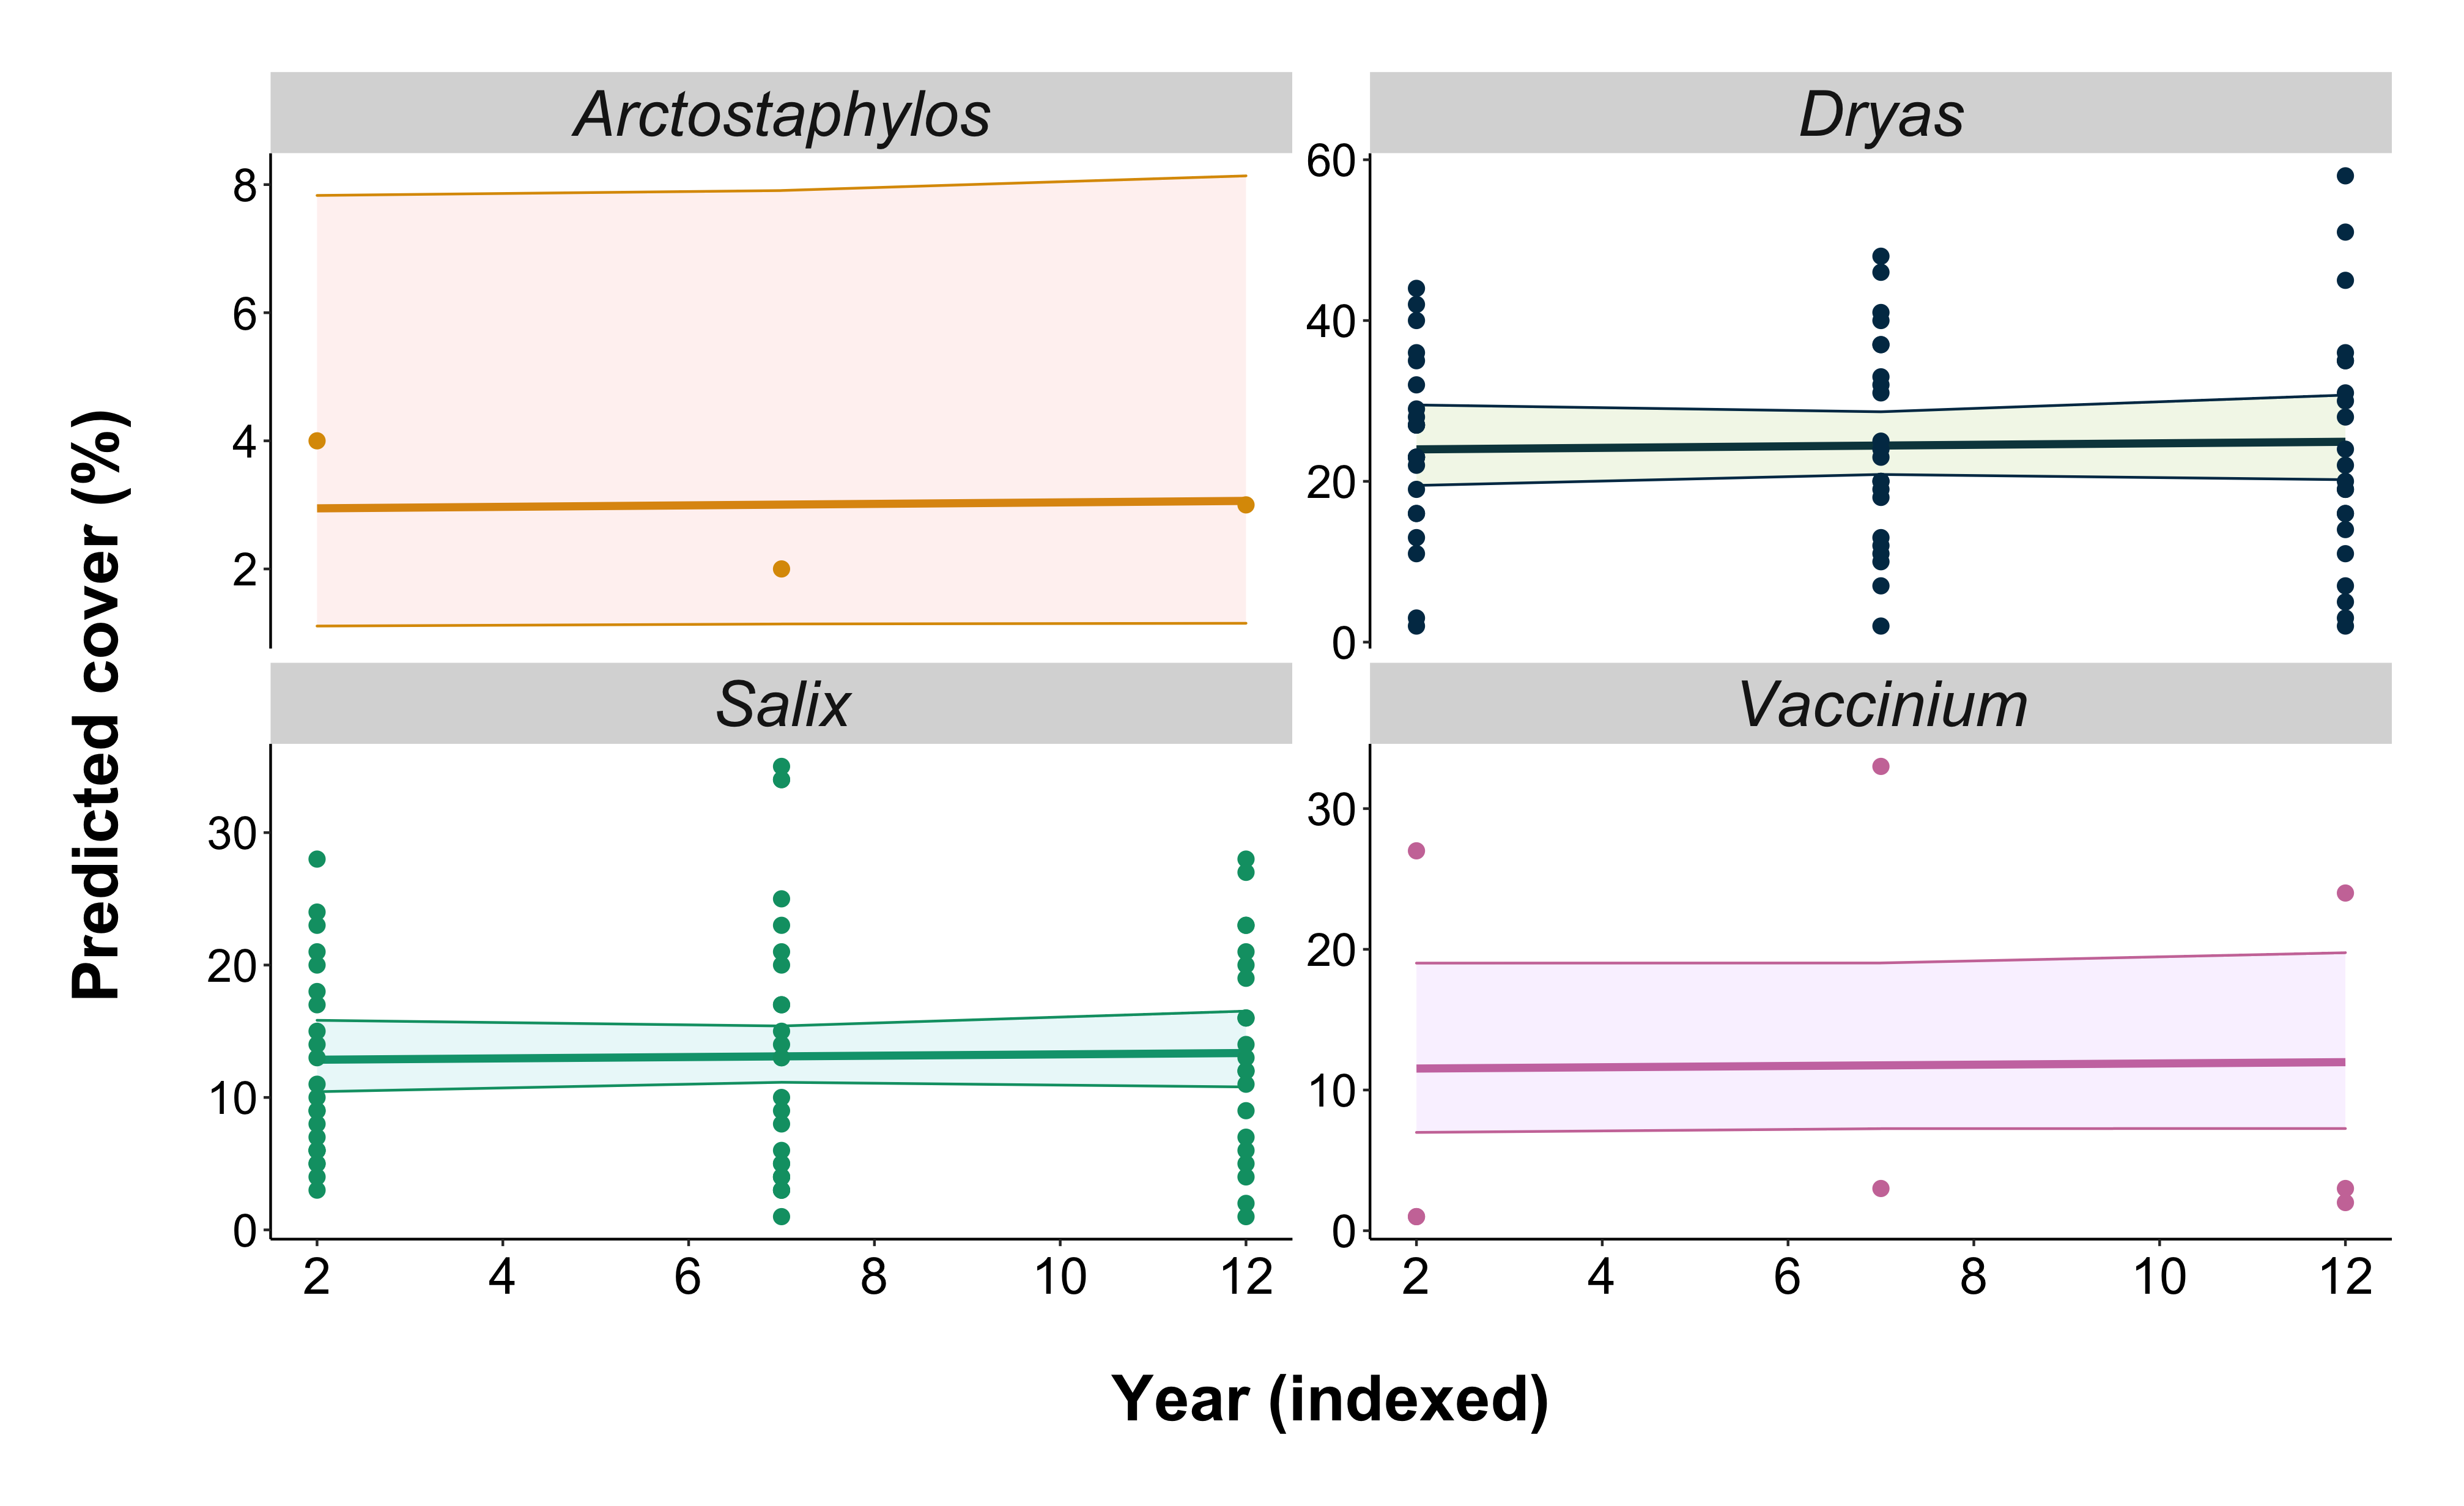 Arctostaphylos
Dryas
8
6
4
2
60
40
20
0
Predicted cover (%)
Salix
Vaccinium
30
20
10
0
30
20
10
0
2 4 6 8 10 12
2 4 6 8 10 12
Year (indexed)